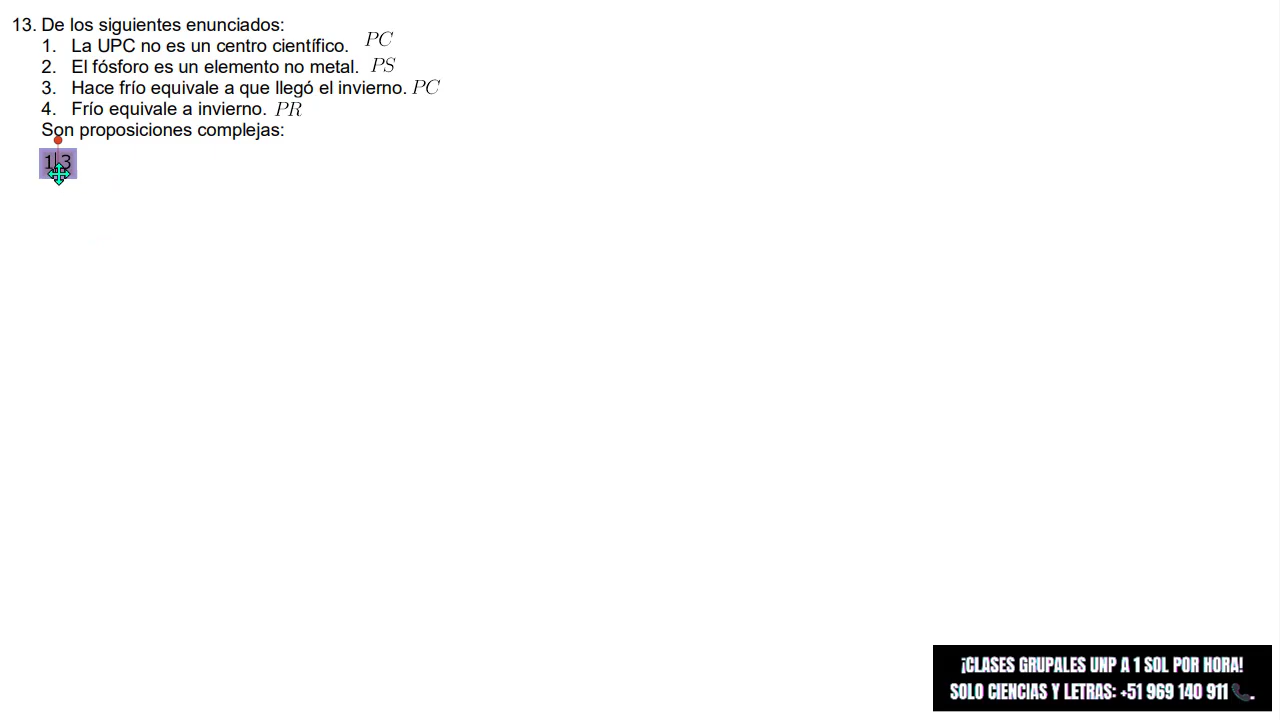 13. De los siguientes enunciados:
1. La UPC no es un centro científico. PC
2. El fósforo es un elemento no metal. PS
3. Hace frío equivale a que llegó el invierno. PC
4. Frío equivale a invierno. PR
Son proposiciones complejas:
1,3
¡CLASES GRUPALES UNP A 1 SOL POR HORA!
SOLO CIENCIAS Y LETRAS: +51 969 140 911 📞.